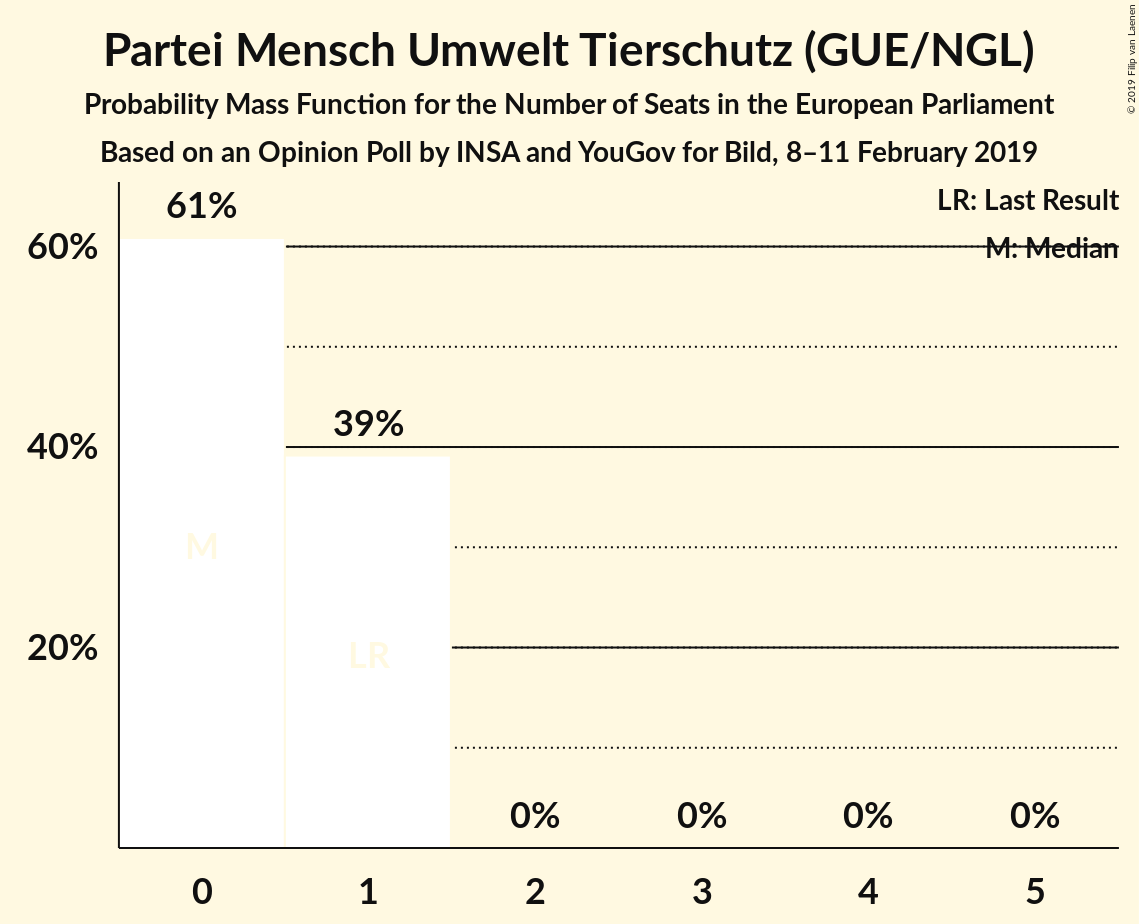 Partei Mensch Umwelt Tierschutz (GUE/NGL)
Probability Mass Function for the Number of Seats in the European Parliament
Based on an Opinion Poll by INSA and YouGov for Bild, 8–11 February 2019
© 2019 Filip van Laenen
LR: Last Result
M: Median
61%
60%
39%
40%
M
LR
20%
0% 0% 0% 0%
0 1 2 3 4 5